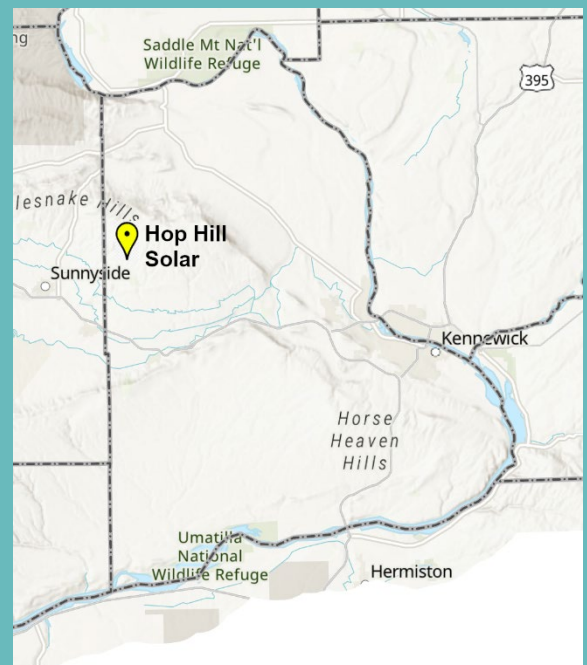 ng
Saddle Mt Nat'l
Wildlife Refuge
395
lesnake Hills
Hop Hill
Solar
Sunnyside
Kennewick
Horse
Heaven
Hills
Umatilla
National
Wildlife Refuge
Hermiston